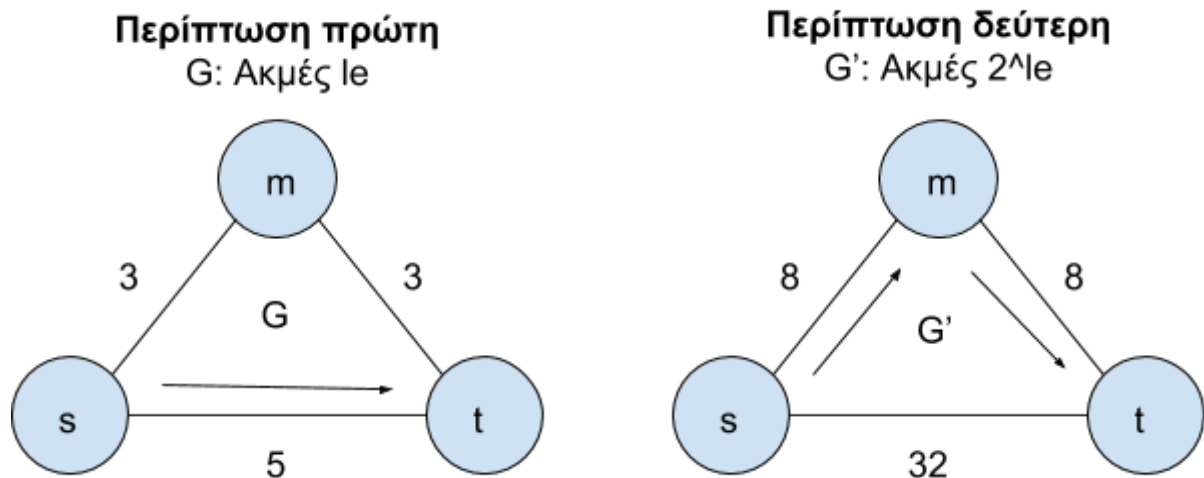 Περίπτωση πρώτη
G: Ακμές le
m
3
3
G
s
t
5
Περίπτωση δεύτερη
G’: Ακμές 2^le
m
8
8
G’
s
t
32